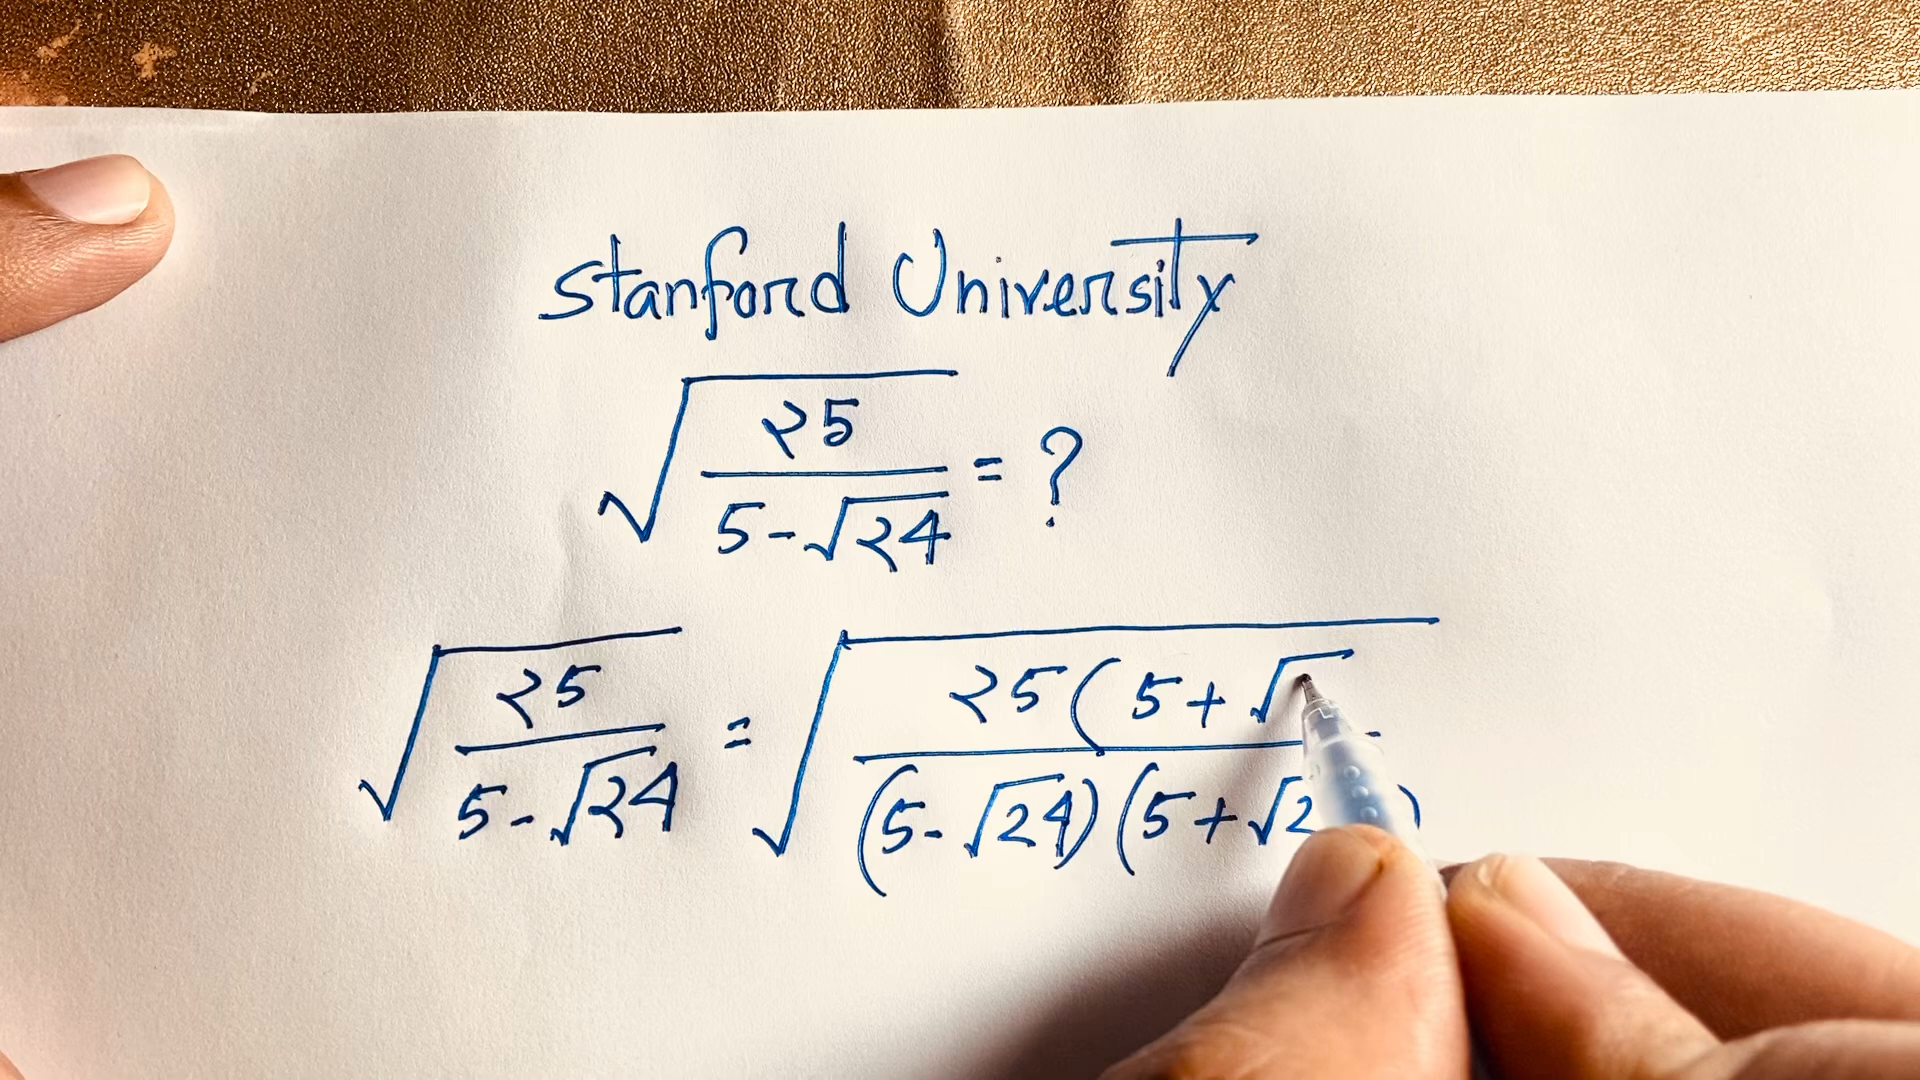 Stanford University
√(25/(5-√24)) = ?
√(25/(5-√24)) = √(25(5+√ / (5-√24)(5+√2 ))